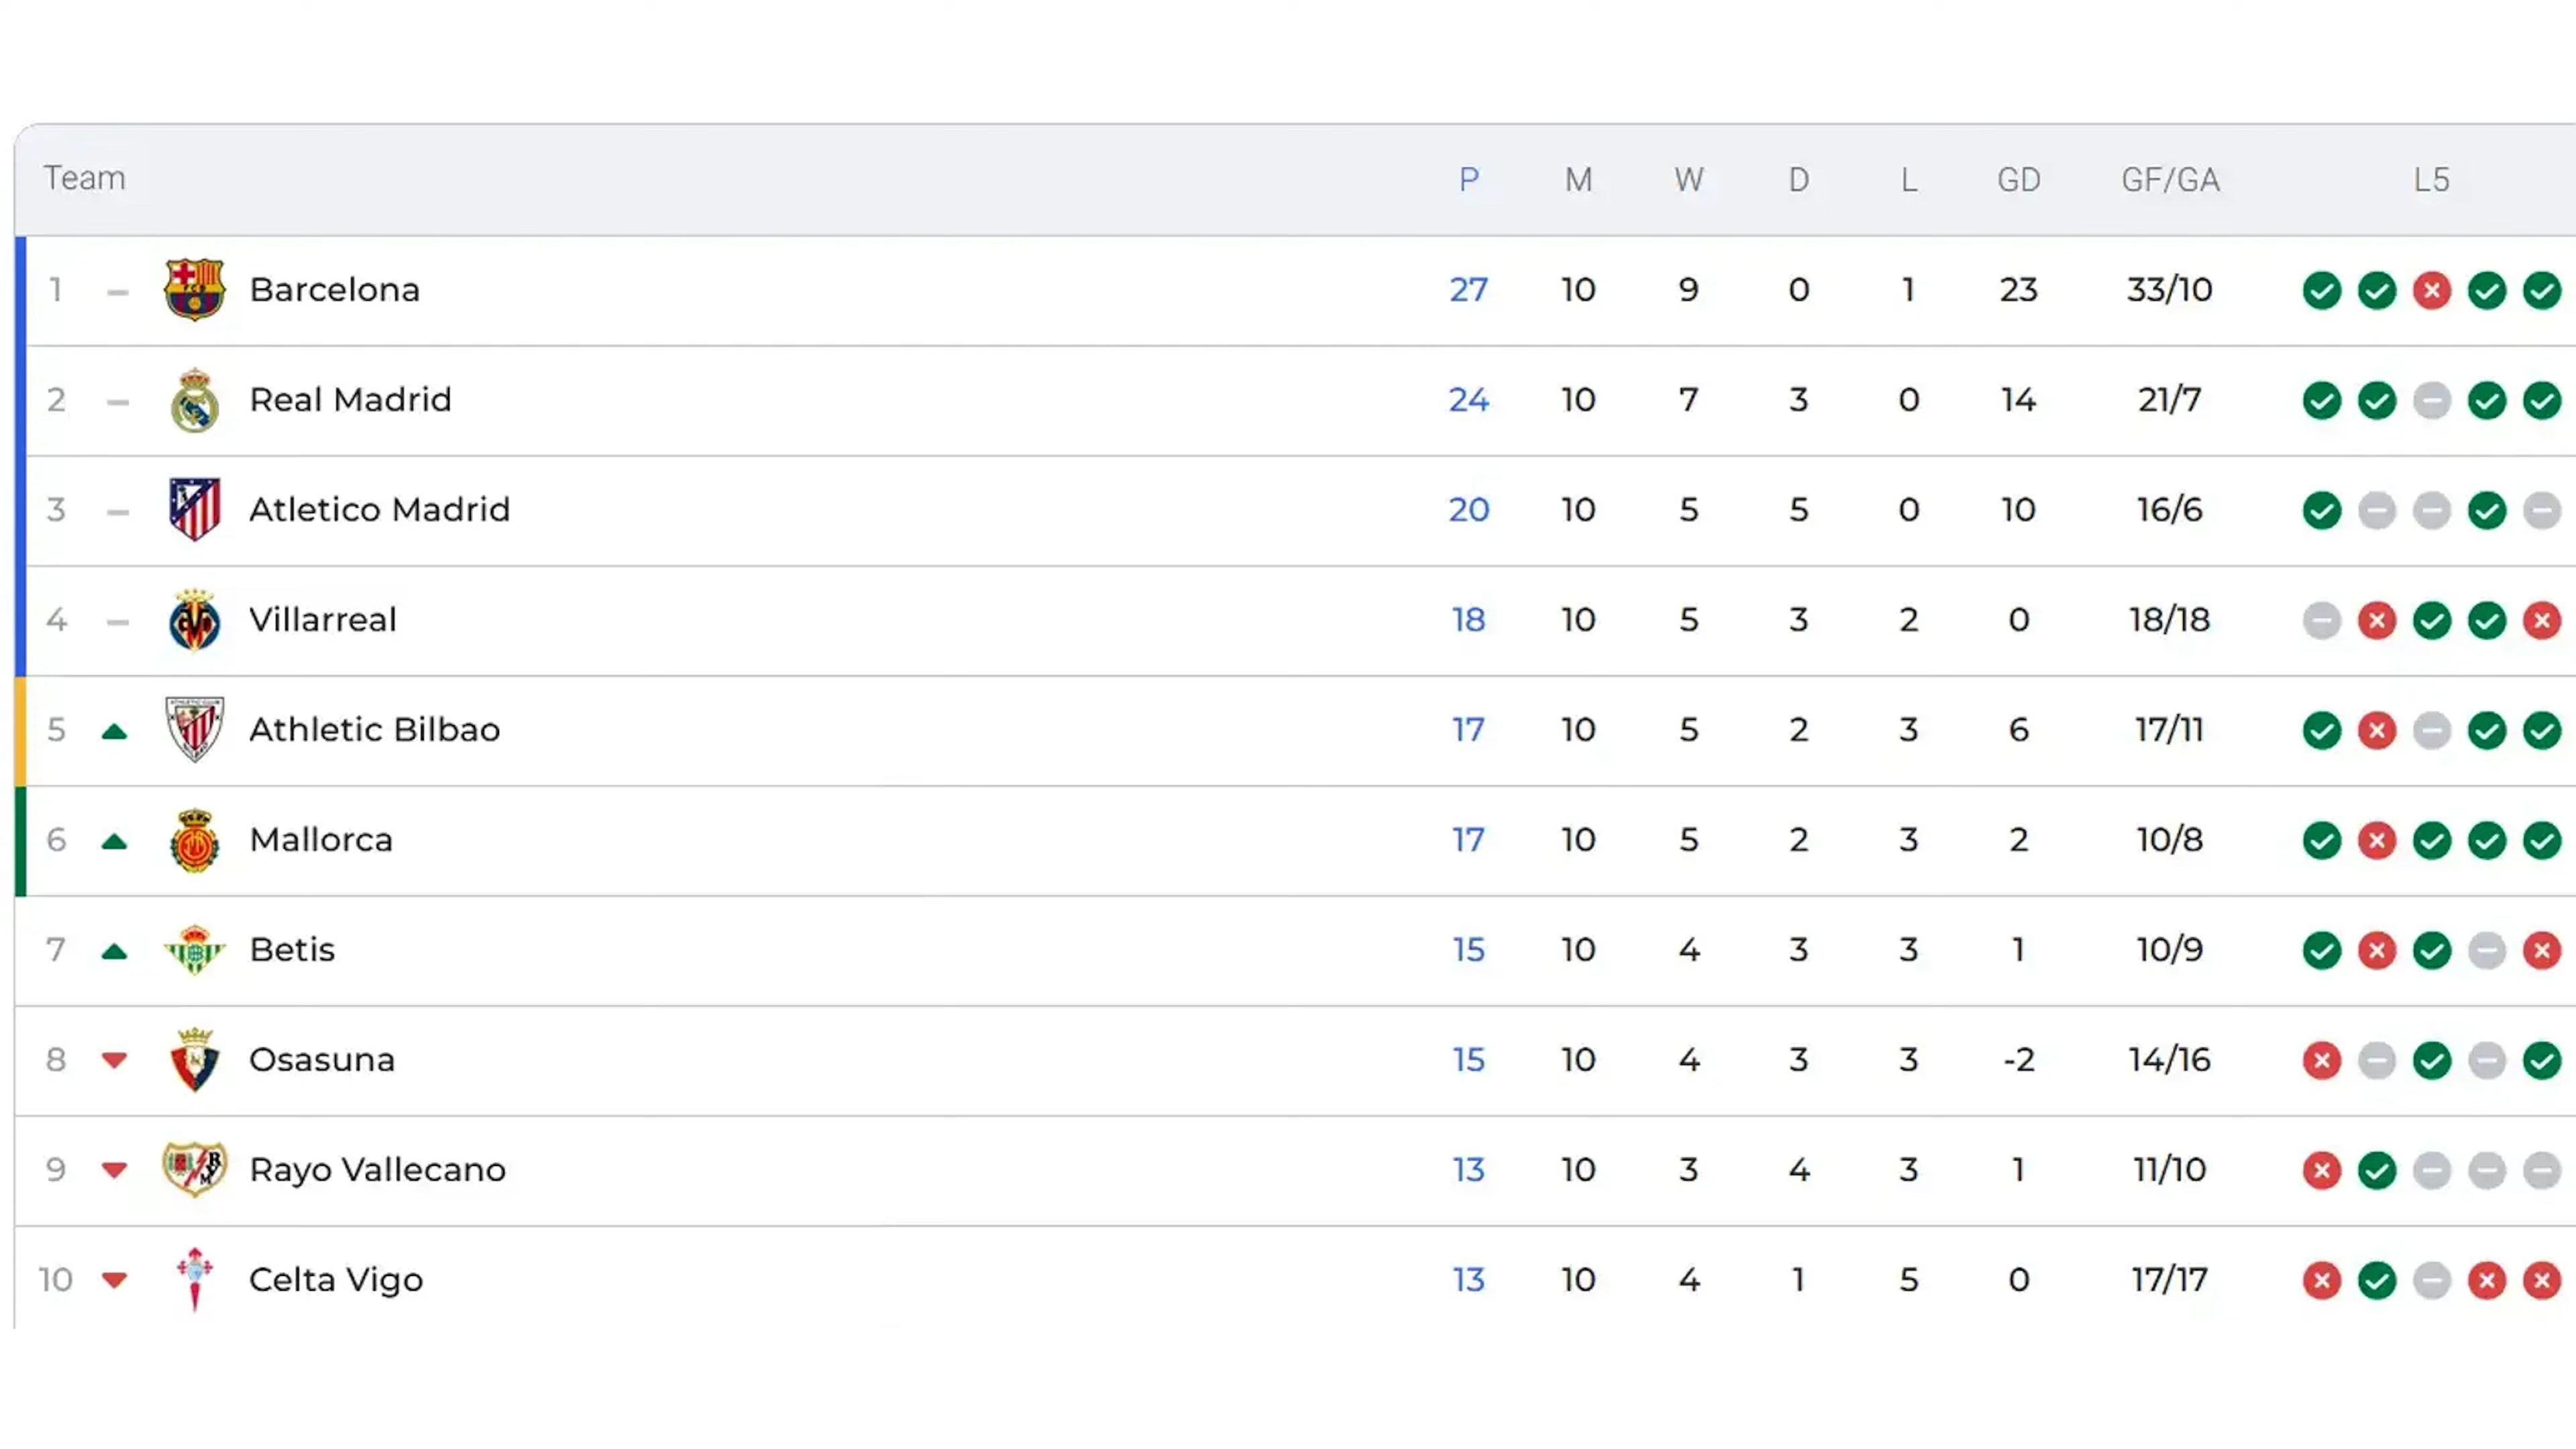 Team P M W D L GD GF/GA L5
1 Barcelona 27 10 9 0 1 23 33/10
2 Real Madrid 24 10 7 3 0 14 21/7
3 Atletico Madrid 20 10 5 5 0 10 16/6
4 Villarreal 18 10 5 3 2 0 18/18
5 Athletic Bilbao 17 10 5 2 3 6 17/11
6 Mallorca 17 10 5 2 3 2 10/8
7 Betis 15 10 4 3 3 1 10/9
8 Osasuna 15 10 4 3 3 -2 14/16
9 Rayo Vallecano 13 10 3 4 3 1 11/10
10 Celta Vigo 13 10 4 1 5 0 17/17